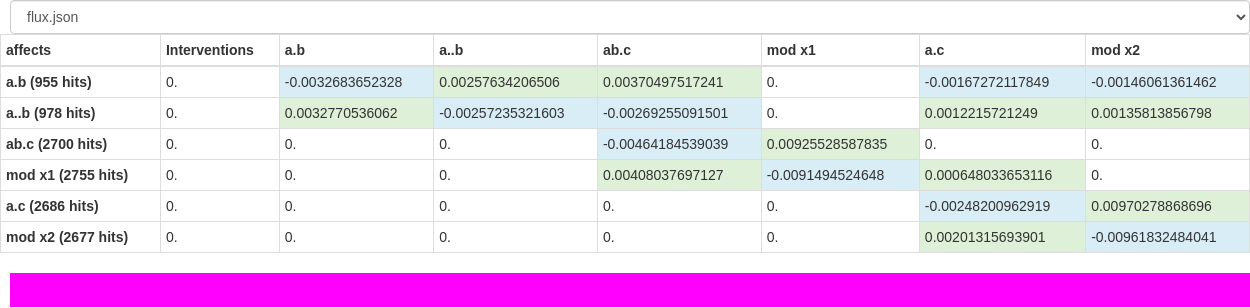 flux.json
affects Interventions a.b a..b ab.c mod x1 a.c mod x2
a.b (955 hits) 0. -0.0032683652328 0.00257634206506 0.00370497517241 0. -0.00167272117849 -0.00146061361462
a..b (978 hits) 0. 0.0032770536062 -0.00257235321603 -0.00269255091501 0. 0.0012215721249 0.00135813856798
ab.c (2700 hits) 0. 0. 0. -0.00464184539039 0.00925528587835 0. 0.
mod x1 (2755 hits) 0. 0. 0. 0.00408037697127 -0.0091494524648 0.000648033653116 0.
a.c (2686 hits) 0. 0. 0. 0. 0. -0.00248200962919 0.00970278868696
mod x2 (2677 hits) 0. 0. 0. 0. 0. 0.00201315693901 -0.00961832484041